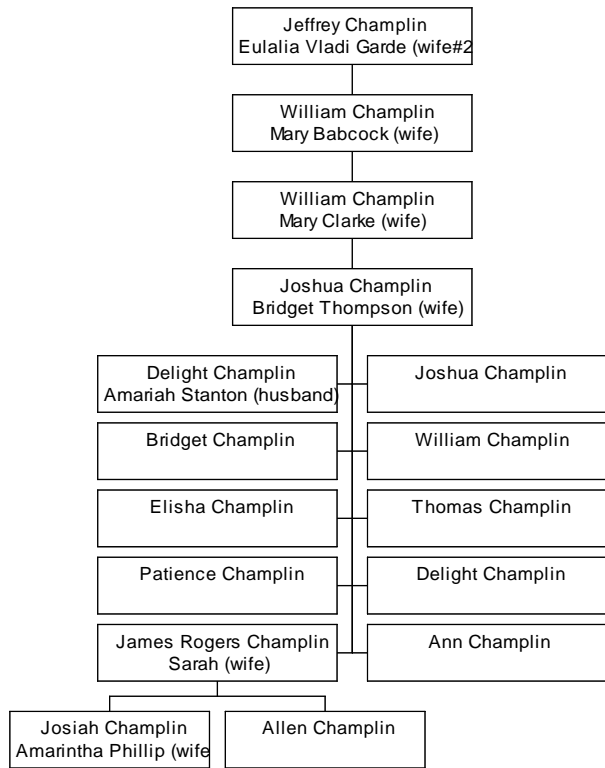 Jeffrey Champlin
Eulalia Vladi Garde (wife#2
William Champlin
Mary Babcock (wife)
William Champlin
Mary Clarke (wife)
Joshua Champlin
Bridget Thompson (wife)
Delight Champlin
Amariah Stanton (husband)
Joshua Champlin
Bridget Champlin
William Champlin
Elisha Champlin
Thomas Champlin
Patience Champlin
Delight Champlin
James Rogers Champlin
Sarah (wife)
Ann Champlin
Josiah Champlin
Amarintha Phillip (wife
Allen Champlin